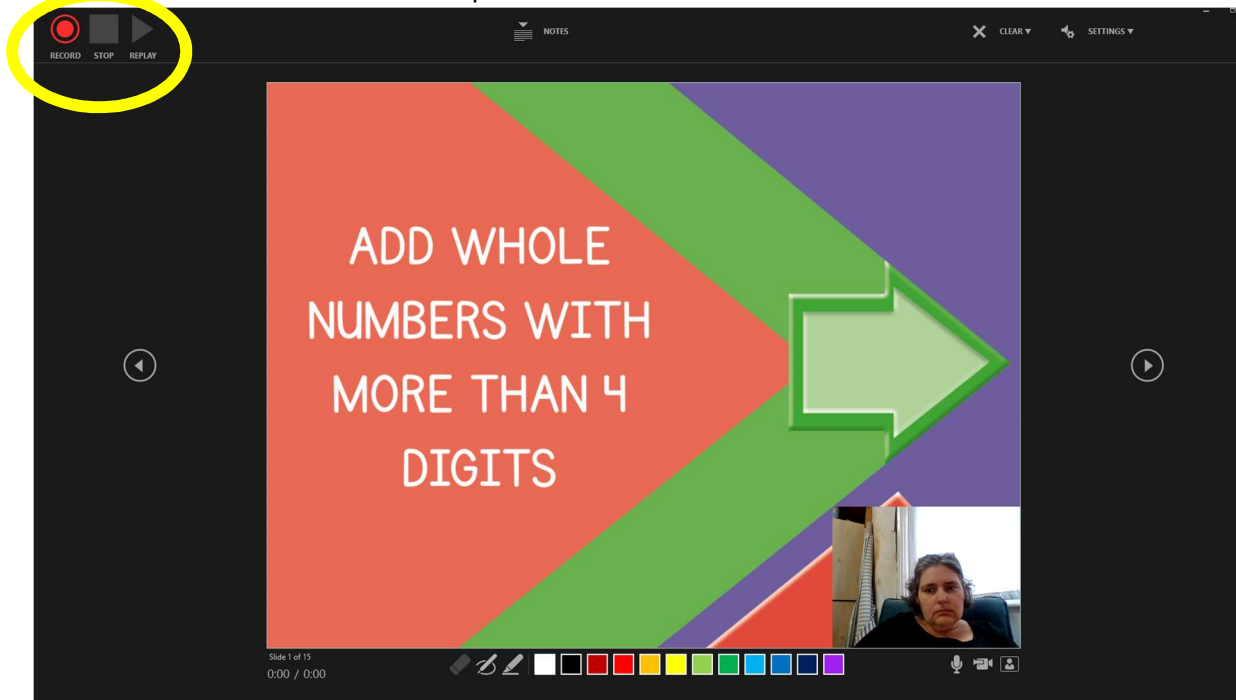 NOTES
CLEAR
SETTINGS
RECORD STOP REPLAY
ADD WHOLE
NUMBERS WITH
MORE THAN 4
DIGITS
Slide 1 of 15
0:00 / 0:00